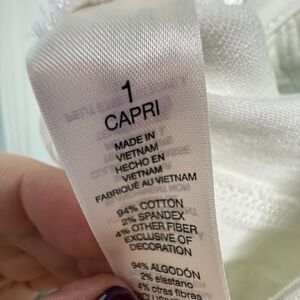 1
CAPRI
MADE IN
VIETNAM
HECHO EN
VIETNAM
FABRIQUÉ AU VIETNAM
94% COTTON
2% SPANDEX
4% OTHER FIBER
EXCLUSIVE OF
DECORATION
94% ALGODÓN
2% elastano
4% otras fibras